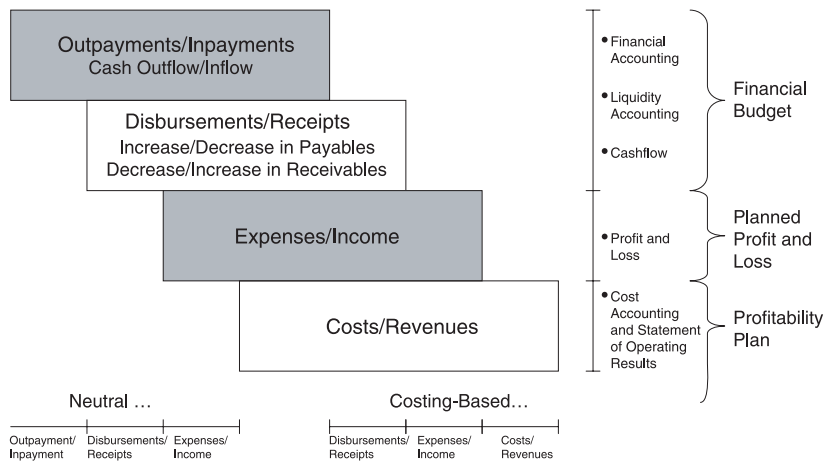 Outpayments/Inpayments
Cash Outflow/Inflow
Disbursements/Receipts
Increase/Decrease in Payables
Decrease/Increase in Receivables
Expenses/Income
Costs/Revenues
• Financial
Accounting
• Liquidity
Accounting
• Cashflow
• Profit and
Loss
• Cost
Accounting
and Statement
of Operating
Results
Financial
Budget
Planned
Profit and
Loss
Profitability
Plan
Neutral ...
Outpayment/
Inpayment
Disbursements/
Receipts
Expenses/
Income
Costing-Based...
Disbursements/
Receipts
Expenses/
Income
Costs/
Revenues